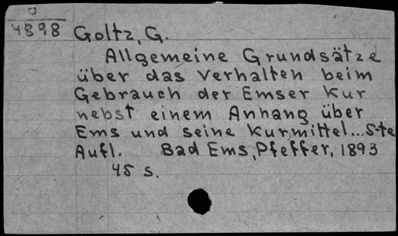 4898 Goltz, G.
Allgemeine Grundsätze
über das Verhalten beim
Gebrauch der Emser Kur
nebst einem Anhang über
Ems und seine Kurmittel...5te
Aufl. Bad Ems, Pfeffer, 1893
45 s.